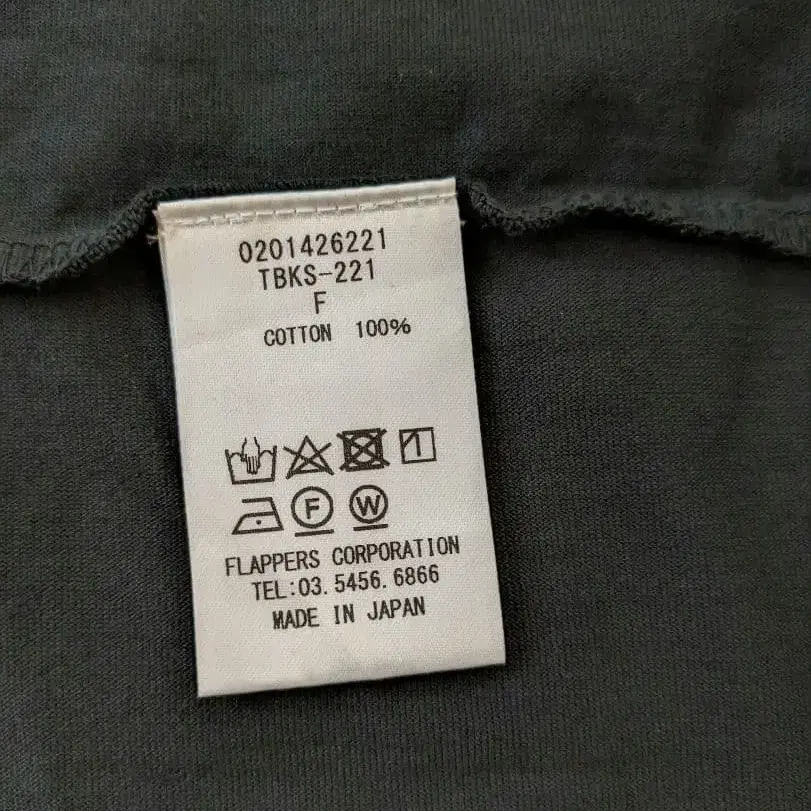 0201426221
TBKS-221
F
COTTON 100%
F W
FLAPPERS CORPORATION
TEL:03.5456.6866
MADE IN JAPAN